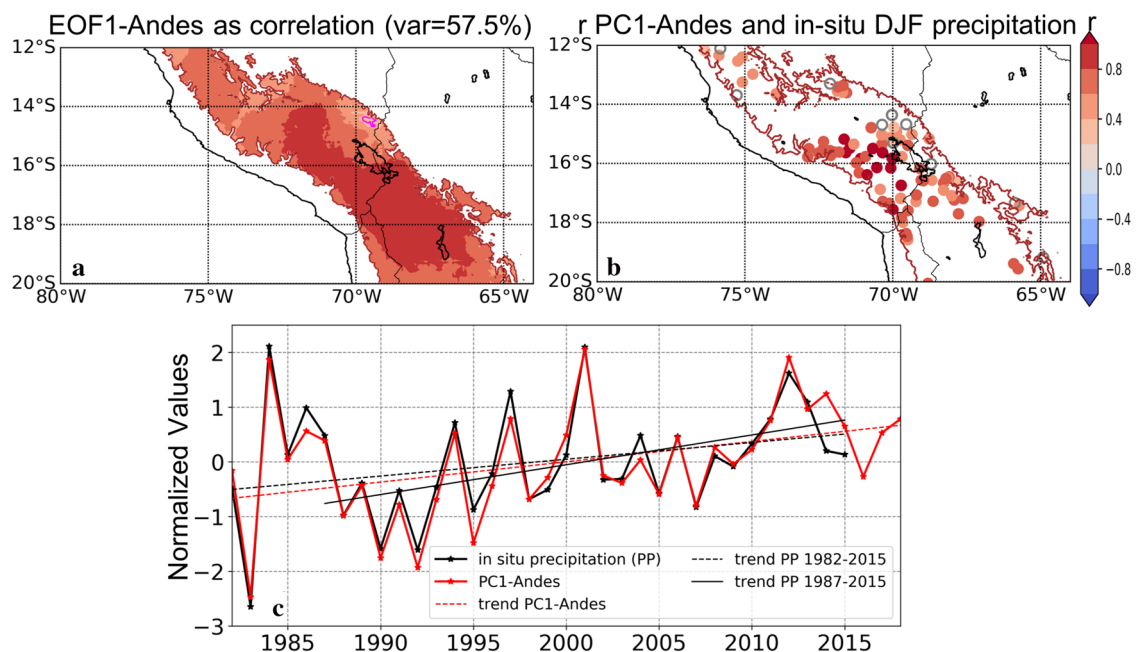 EOF1-Andes as correlation (var=57.5%)
r PC1-Andes and in-situ DJF precipitation
r
12°S
14°S
16°S
18°S
20°S
80°W
75°W
70°W
65°W
a
12°S
14°S
16°S
18°S
20°S
80°W
75°W
70°W
65°W
b
0.8
0.4
0.0
−0.4
−0.8
Normalized Values
2
1
0
−1
−2
−3
1985
1990
1995
2000
2005
2010
2015
c
in situ precipitation (PP)
PC1-Andes
trend PC1-Andes
trend PP 1982-2015
trend PP 1987-2015